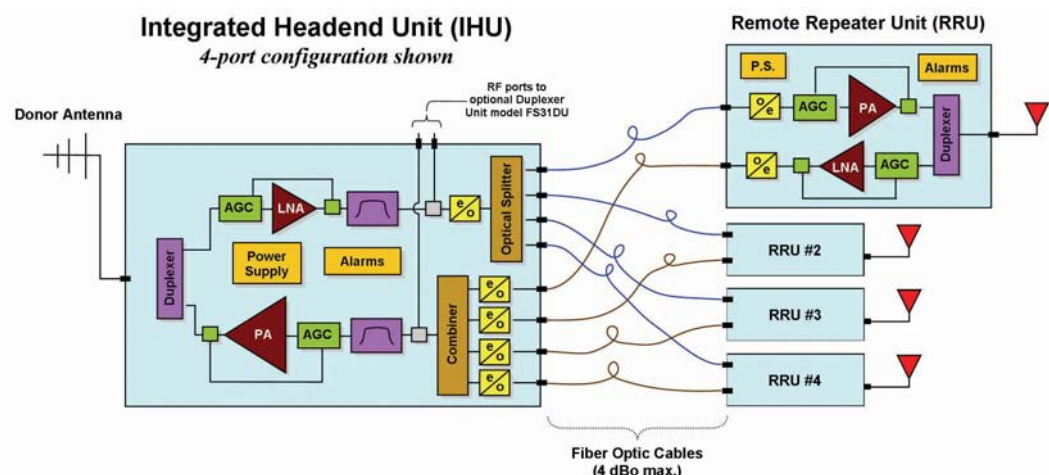 Integrated Headend Unit (IHU)
4-port configuration shown
Remote Repeater Unit (RRU)
Donor Antenna
RF ports to
optional Duplexer
Unit model FS31DU
P.S.
Alarms
o/e
AGC
PA
Duplexer
o/e
LNA
AGC
AGC
LNA
e/o
Optical Splitter
Duplexer
Power
Supply
Alarms
PA
AGC
Combiner
e/o
e/o
e/o
e/o
RRU #2
RRU #3
RRU #4
Fiber Optic Cables
(4 dBo max.)